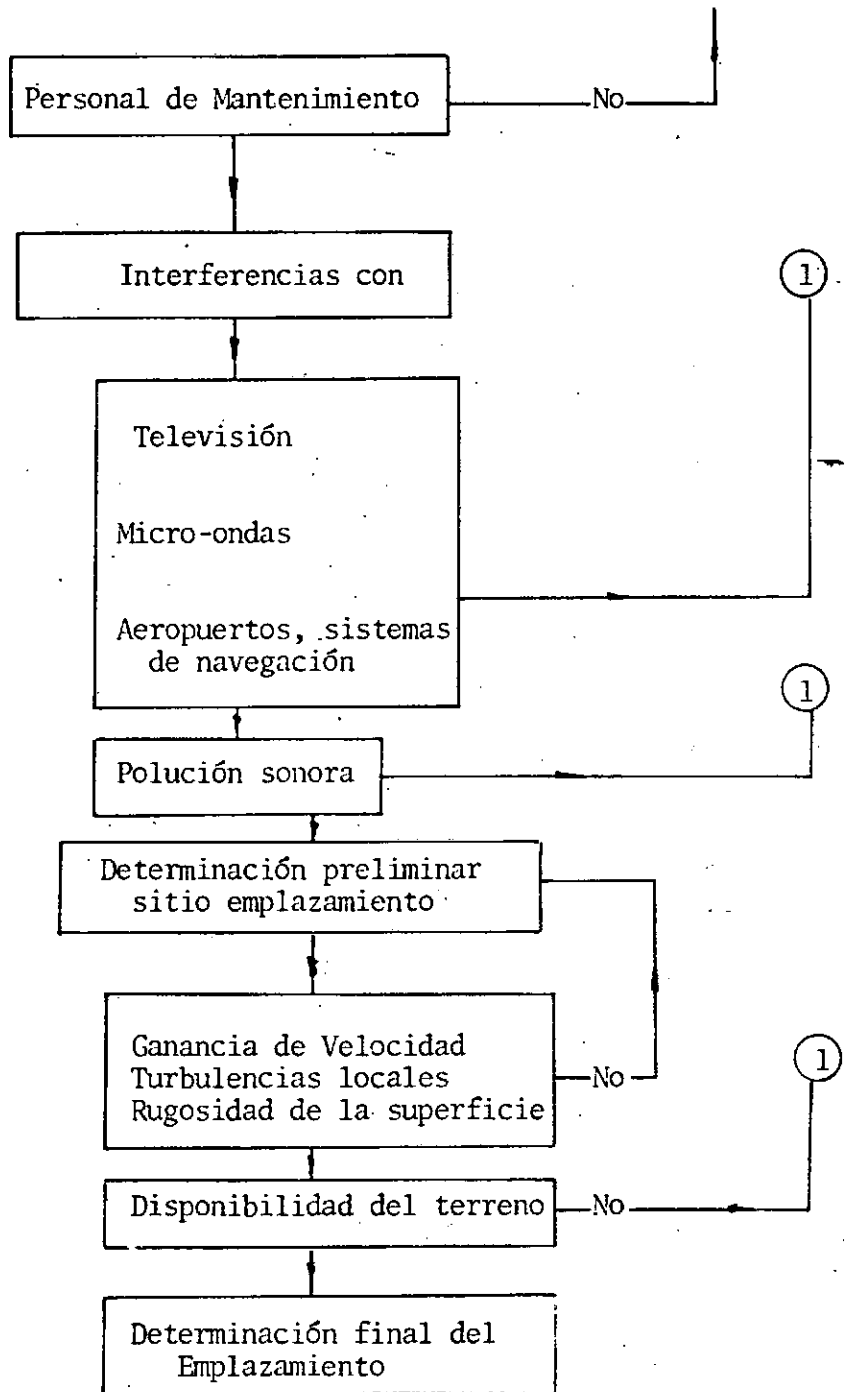 Personal de Mantenimiento
No
Interferencias con
1
Televisión
Micro-ondas
Aeropuertos, sistemas
de navegación
1
Polución sonora
Determinación preliminar
sitio emplazamiento
Ganancia de Velocidad
Turbulencias locales
Rugosidad de la superficie
No
1
Disponibilidad del terreno
No
Determinación final del
Emplazamiento